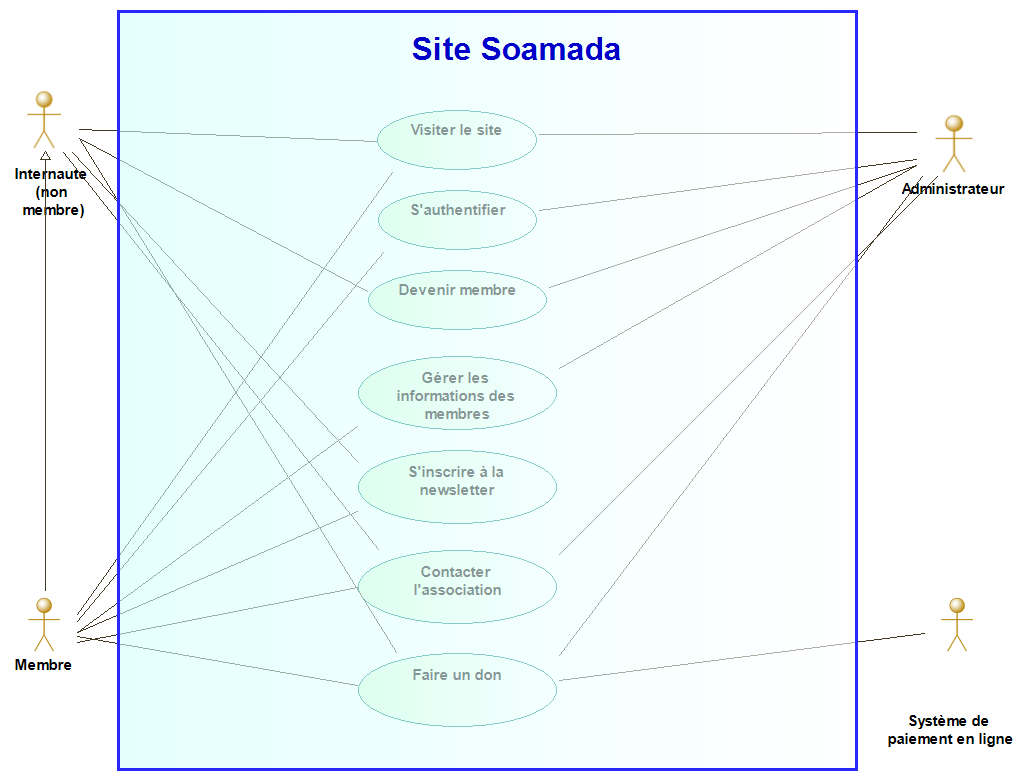 Site Soamada
Visiter le site
S'authentifier
Devenir membre
Gérer les
informations des
membres
S'inscrire à la
newsletter
Contacter
l'association
Faire un don
Internaute
(non
membre)
Membre
Administrateur
Système de
paiement en ligne